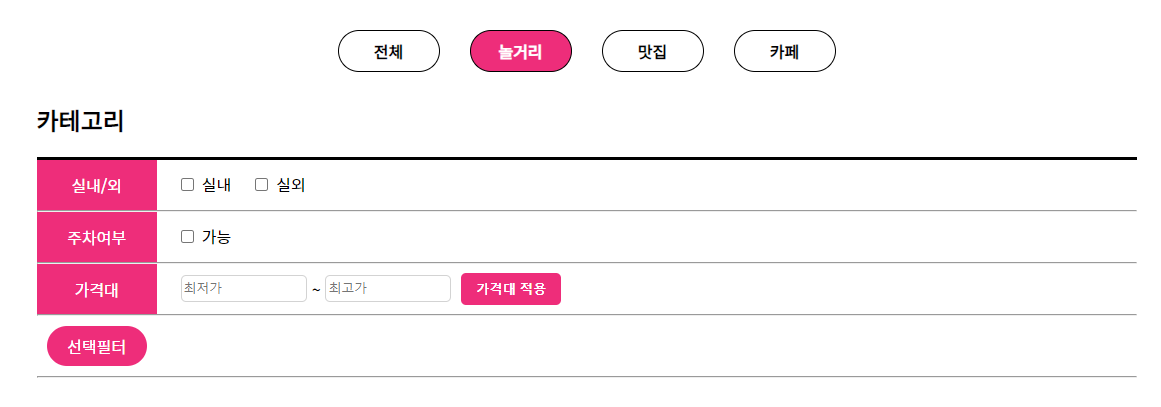 전체 놀거리 맛집 카페
카테고리
실내/외 실내 실외
주차여부 가능
가격대 최저가 ~ 최고가 가격대 적용
선택필터